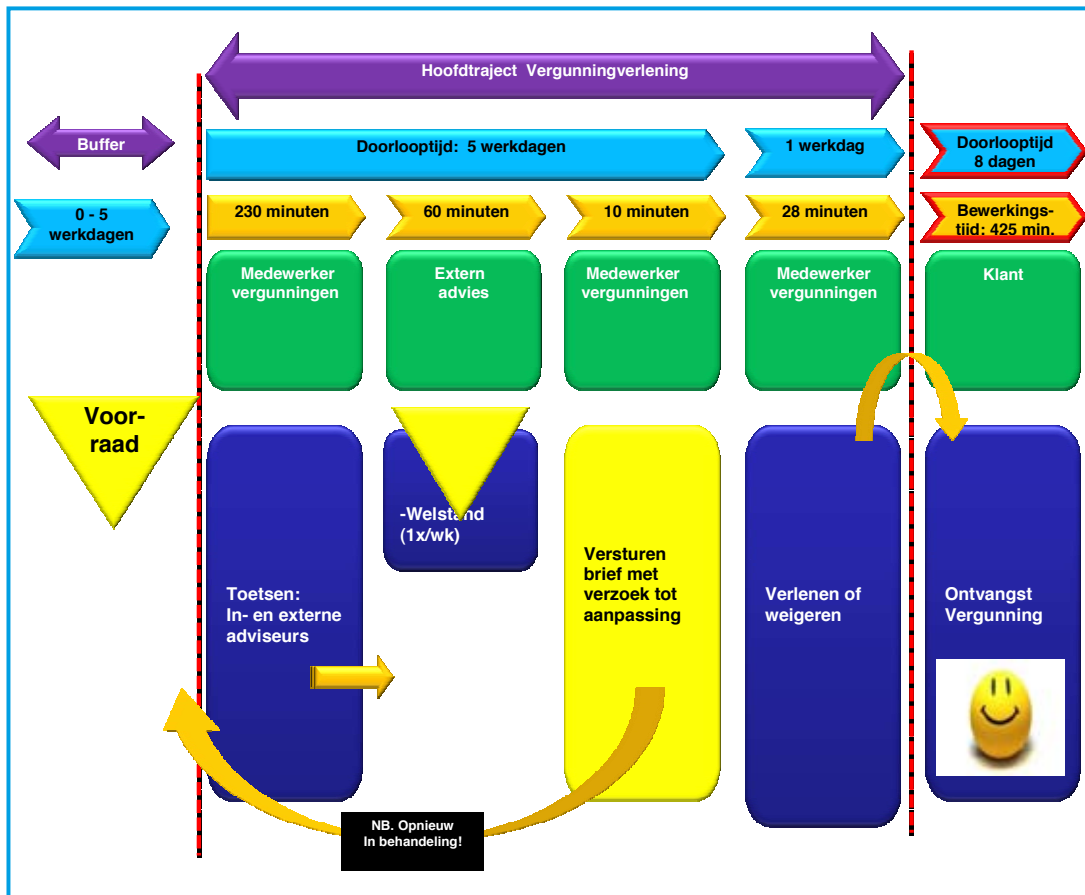 Hoofdtraject Vergunningverlening
Buffer
Doorlooptijd: 5 werkdagen
1 werkdag
Doorlooptijd
8 dagen
0 - 5
werkdagen
230 minuten
60 minuten
10 minuten
28 minuten
Bewerkings-
tijd: 425 min.
Medewerker
vergunningen
Extern
advies
Medewerker
vergunningen
Medewerker
vergunningen
Klant
Voor-
raad
Toetsen:
In- en externe
adviseurs
-Welstand
(1x/wk)
Versturen
brief met
verzoek tot
aanpassing
Verlenen of
weigeren
Ontvangst
Vergunning
NB. Opnieuw
In behandeling!